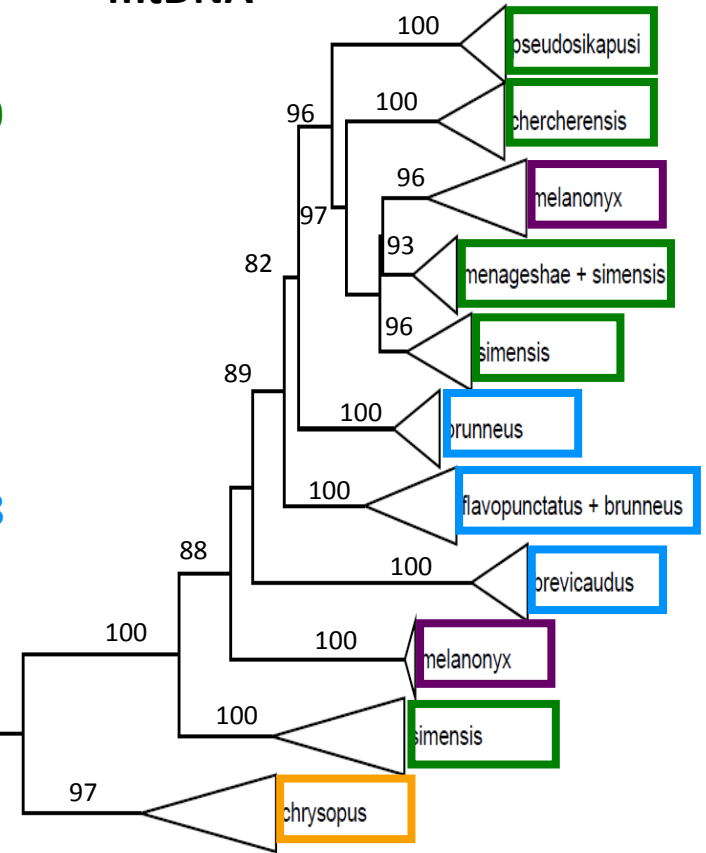 mtDNA
100
pseudosikapusi
)
96
100
chercherensis
96
melanonyx
97
93
menageshae + simensis
82
96
simensis
89
100
brunneus
100
flavopunctatus + brunneus
88
100
brevicaudus
100
100
melanonyx
100
simensis
97
chrysopus